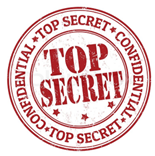 ★ TOP SECRET ★
CONFIDENTIAL
★ TOP SECRET ★
CONFIDENTIAL
TOP
SECRET